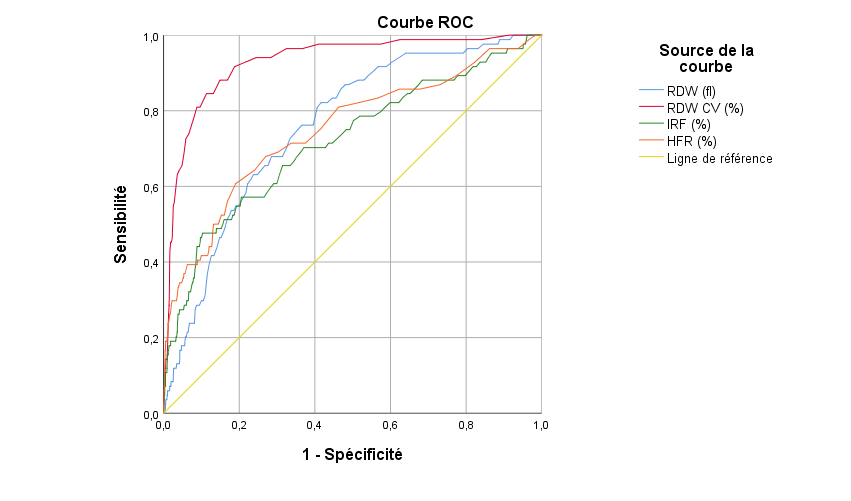 Courbe ROC
Source de la
courbe
RDW (fl)
RDW CV (%)
IRF (%)
HFR (%)
Ligne de référence
Sensibilité
1,0
0,8
0,6
0,4
0,2
0,0
0,0 0,2 0,4 0,6 0,8 1,0
1 - Spécificité